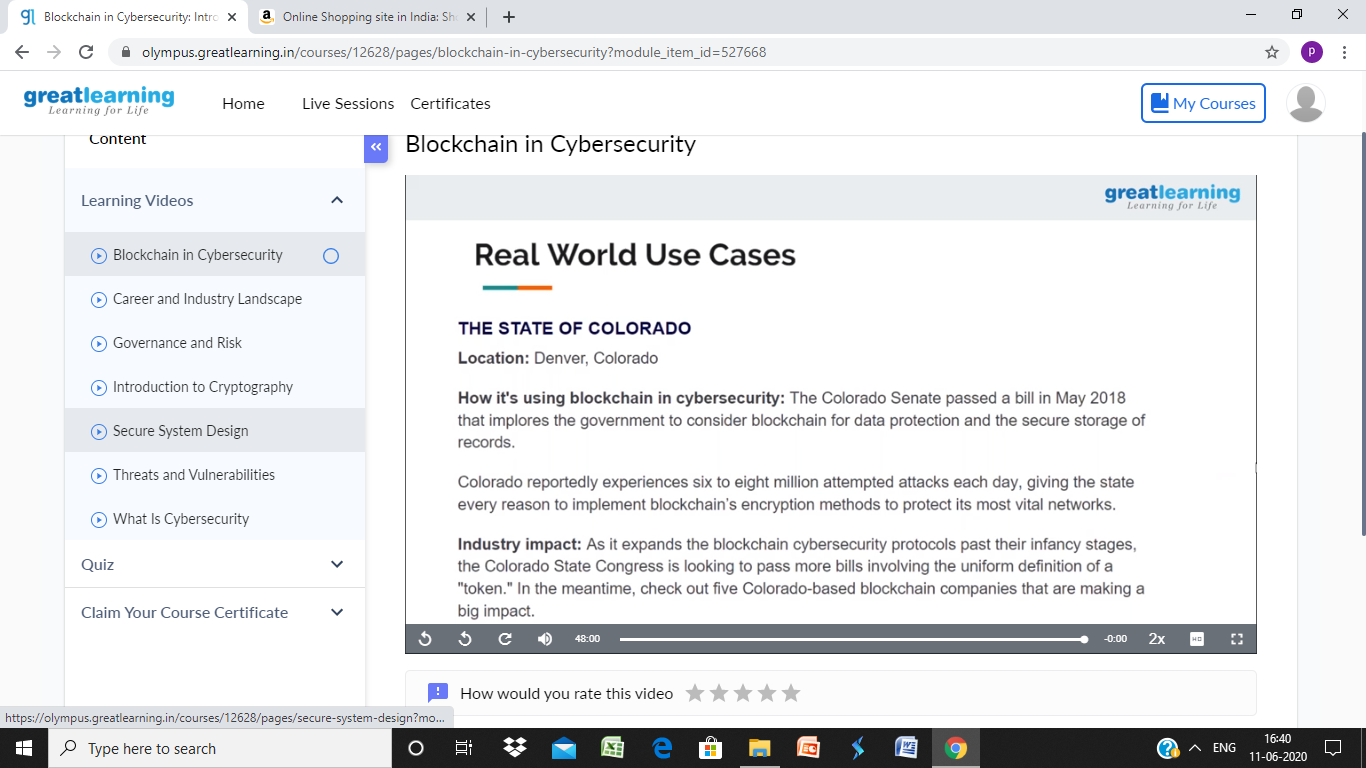 Blockchain in Cybersecurity: Intro
Online Shopping site in India: Sh
olympus.greatlearning.in/courses/12628/pages/blockchain-in-cybersecurity?module_item_id=527668
P
greatlearning
Learning for Life
Home
Live Sessions
Certificates
My Courses
Content
Learning Videos
Blockchain in Cybersecurity
Career and Industry Landscape
Governance and Risk
Introduction to Cryptography
Secure System Design
Threats and Vulnerabilities
What Is Cybersecurity
Quiz
Claim Your Course Certificate
Blockchain in Cybersecurity
greatlearning
Learning for Life
Real World Use Cases
THE STATE OF COLORADO
Location: Denver, Colorado
How it's using blockchain in cybersecurity: The Colorado Senate passed a bill in May 2018
that implores the government to consider blockchain for data protection and the secure storage of
records.
Colorado reportedly experiences six to eight million attempted attacks each day, giving the state
every reason to implement blockchain's encryption methods to protect its most vital networks.
Industry impact: As it expands the blockchain cybersecurity protocols past their infancy stages,
the Colorado State Congress is looking to pass more bills involving the uniform definition of a
"token." In the meantime, check out five Colorado-based blockchain companies that are making a
big impact.
48:00
-0:00
2x
HD
How would you rate this video
https://olympus.greatlearning.in/courses/12628/pages/secure-system-design?mo...
Type here to search
ENG
16:40
11-06-2020